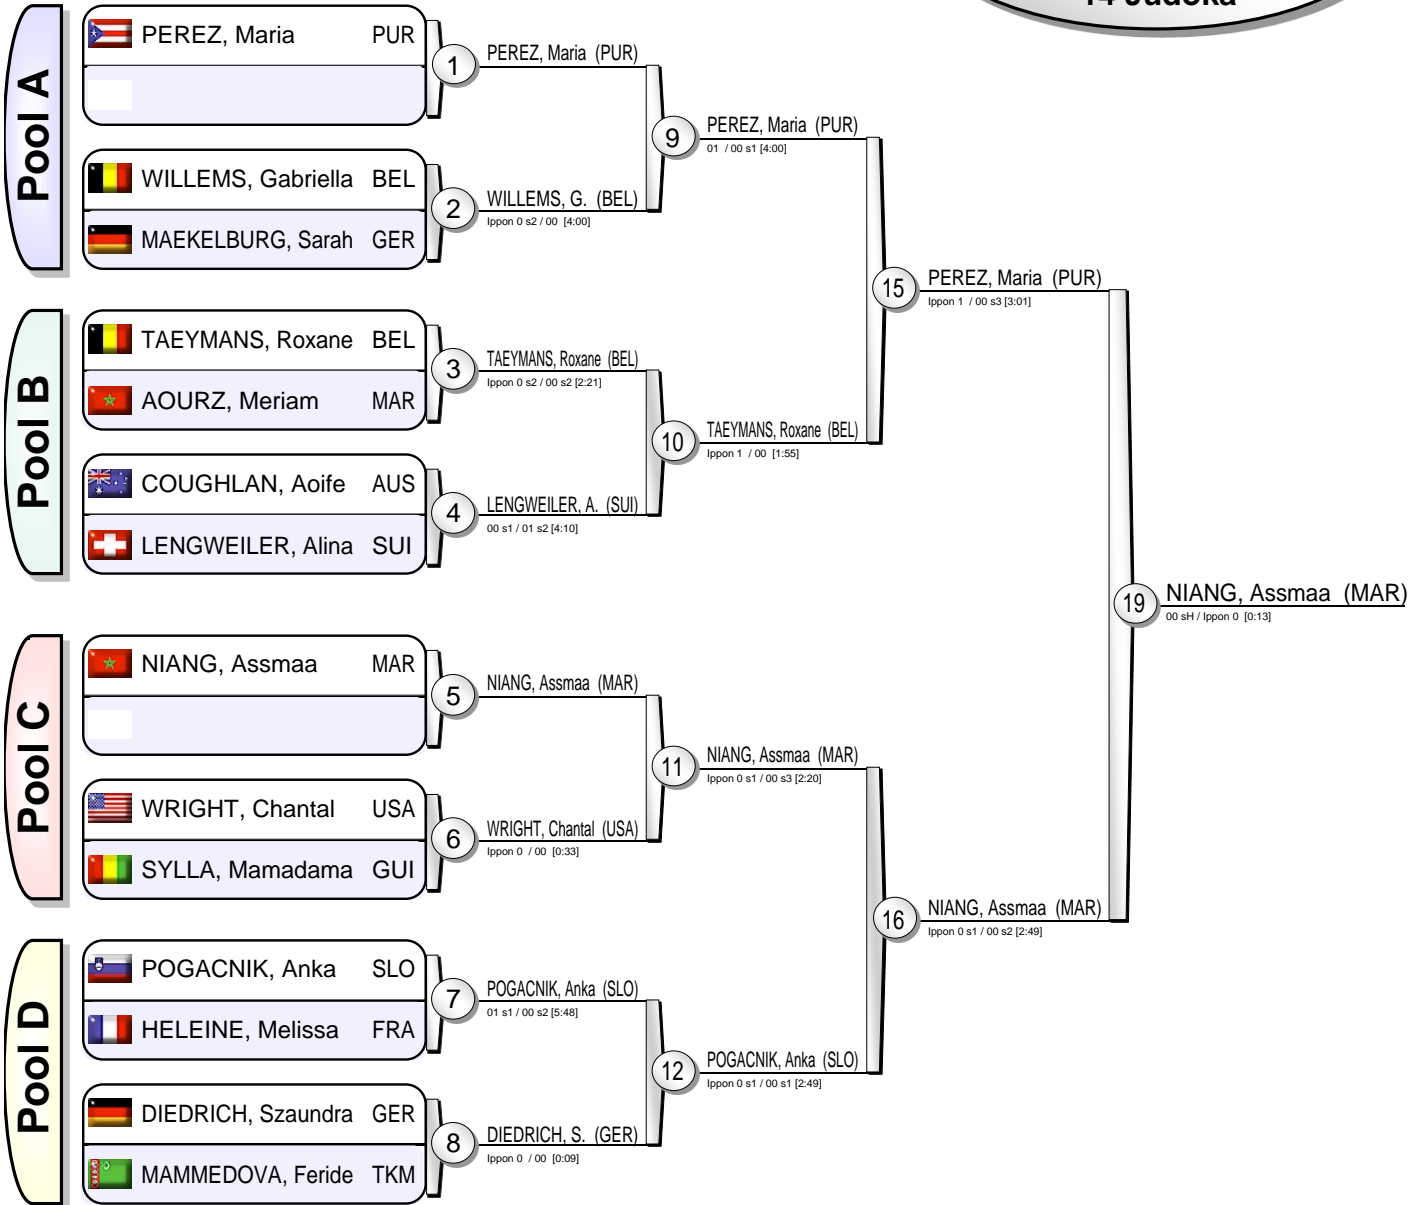 14 Judoka
Pool A
PEREZ, Maria PUR
1
PEREZ, Maria (PUR)
WILLEMS, Gabriella BEL
MAEKELBURG, Sarah GER
2
WILLEMS, G. (BEL)
Ippon 0 s2 / 00 [4:00]
9
PEREZ, Maria (PUR)
01 / 00 s1 [4:00]
Pool B
TAEYMANS, Roxane BEL
AOURZ, Meriam MAR
3
TAEYMANS, Roxane (BEL)
Ippon 0 s2 / 00 s2 [2:21]
COUGHLAN, Aoife AUS
LENGWEILER, Alina SUI
4
LENGWEILER, A. (SUI)
00 s1 / 01 s2 [4:10]
10
TAEYMANS, Roxane (BEL)
Ippon 1 / 00 [1:55]
15
PEREZ, Maria (PUR)
Ippon 1 / 00 s3 [3:01]
Pool C
NIANG, Assmaa MAR
5
NIANG, Assmaa (MAR)
WRIGHT, Chantal USA
SYLLA, Mamadama GUI
6
WRIGHT, Chantal (USA)
Ippon 0 / 00 [0:33]
11
NIANG, Assmaa (MAR)
Ippon 0 s1 / 00 s3 [2:20]
Pool D
POGACNIK, Anka SLO
HELEINE, Melissa FRA
7
POGACNIK, Anka (SLO)
01 s1 / 00 s2 [5:48]
DIEDRICH, Szaundra GER
MAMMEDOVA, Feride TKM
8
DIEDRICH, S. (GER)
Ippon 0 / 00 [0:09]
12
POGACNIK, Anka (SLO)
Ippon 0 s1 / 00 s1 [2:49]
16
NIANG, Assmaa (MAR)
Ippon 0 s1 / 00 s2 [2:49]
19
NIANG, Assmaa (MAR)
00 sH / Ippon 0 [0:13]